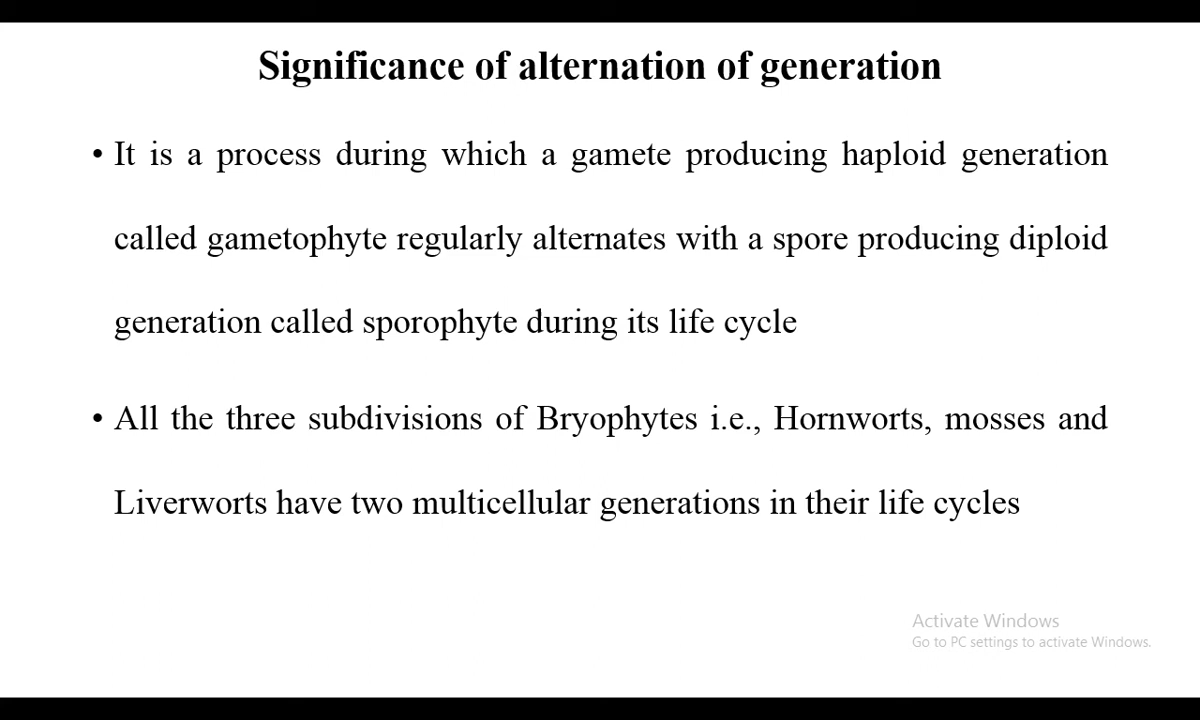 Significance of alternation of generation
• It is a process during which a gamete producing haploid generation
called gametophyte regularly alternates with a spore producing diploid
generation called sporophyte during its life cycle
• All the three subdivisions of Bryophytes i.e., Hornworts, mosses and
Liverworts have two multicellular generations in their life cycles
Activate Windows
Go to PC settings to activate Windows.